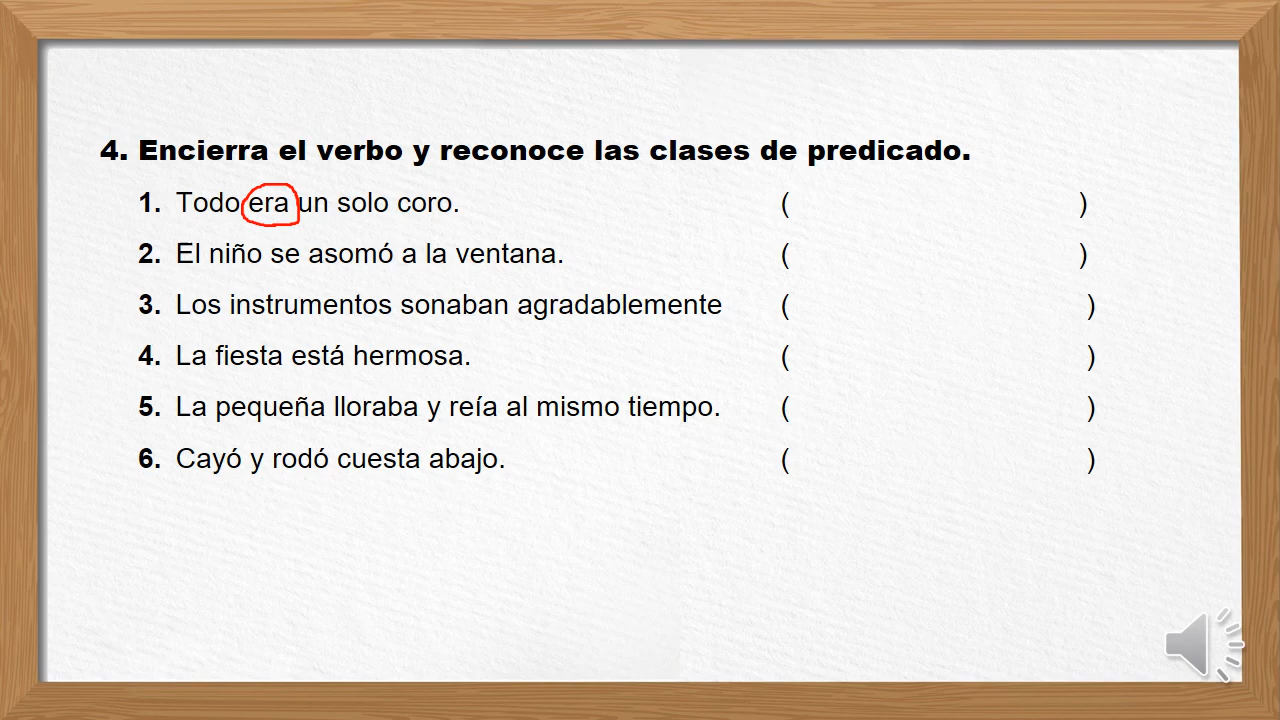 4. Encierra el verbo y reconoce las clases de predicado.
1. Todo era un solo coro. ( )
2. El niño se asomó a la ventana. ( )
3. Los instrumentos sonaban agradablemente ( )
4. La fiesta está hermosa. ( )
5. La pequeña lloraba y reía al mismo tiempo. ( )
6. Cayó y rodó cuesta abajo. ( )